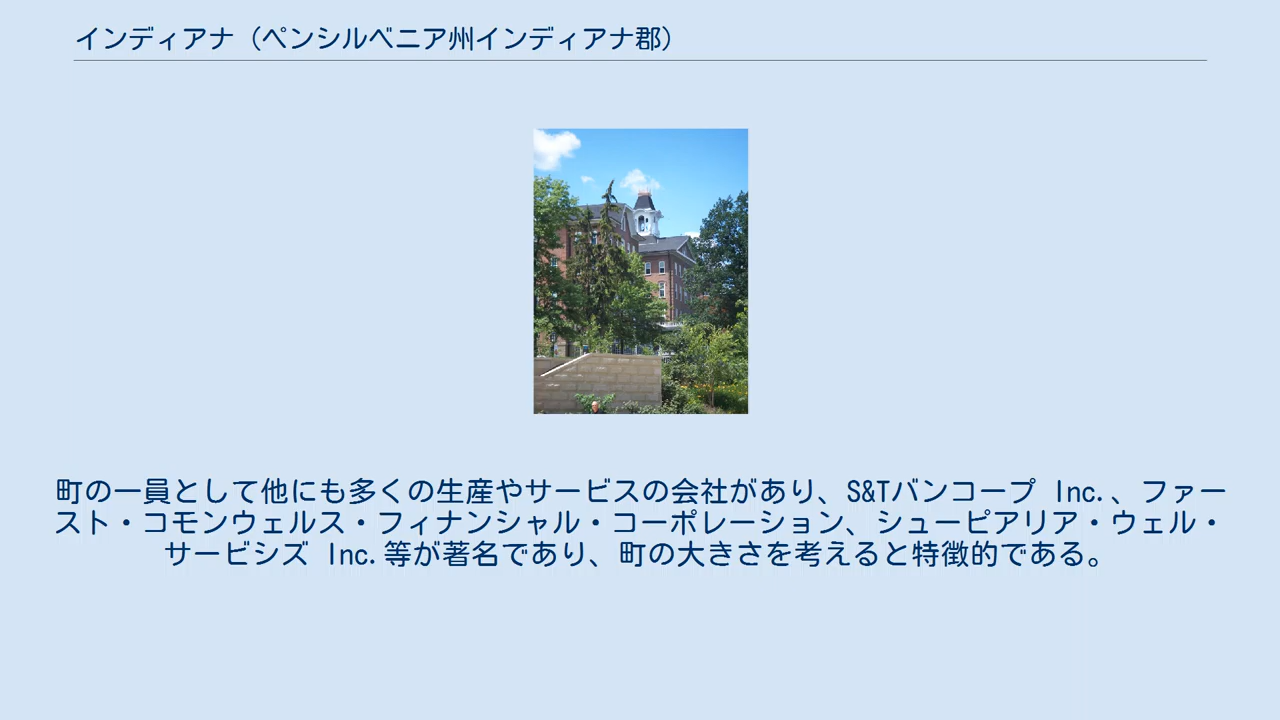 インディアナ（ペンシルベニア州インディアナ郡）
町の一員として他にも多くの生産やサービスの会社があり、S&Tバンコープ Inc.、ファー
スト・コモンウェルス・フィナンシャル・コーポレーション、シューピアリア・ウェル・
サービシズ Inc.等が著名であり、町の大きさを考えると特徴的である。